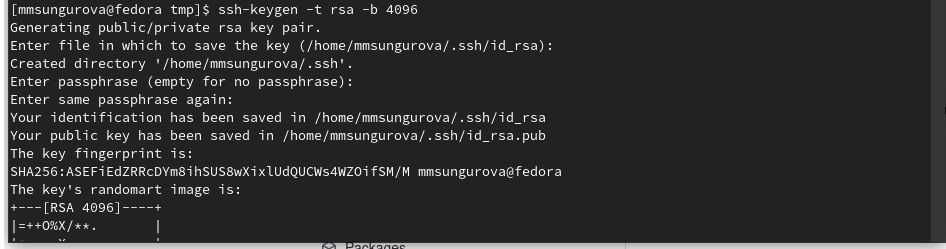 [mmsungurova@fedora tmp]$ ssh-keygen -t rsa -b 4096
Generating public/private rsa key pair.
Enter file in which to save the key (/home/mmsungurova/.ssh/id_rsa):
Created directory '/home/mmsungurova/.ssh'.
Enter passphrase (empty for no passphrase):
Enter same passphrase again:
Your identification has been saved in /home/mmsungurova/.ssh/id_rsa
Your public key has been saved in /home/mmsungurova/.ssh/id_rsa.pub
The key fingerprint is:
SHA256:ASEFiEdZRRcDYm8ihSUS8wXixlUdQUCWs4WZOifSM/M mmsungurova@fedora
The key's randomart image is:
+---[RSA 4096]----+
|=++O%X/**.       |
Packages